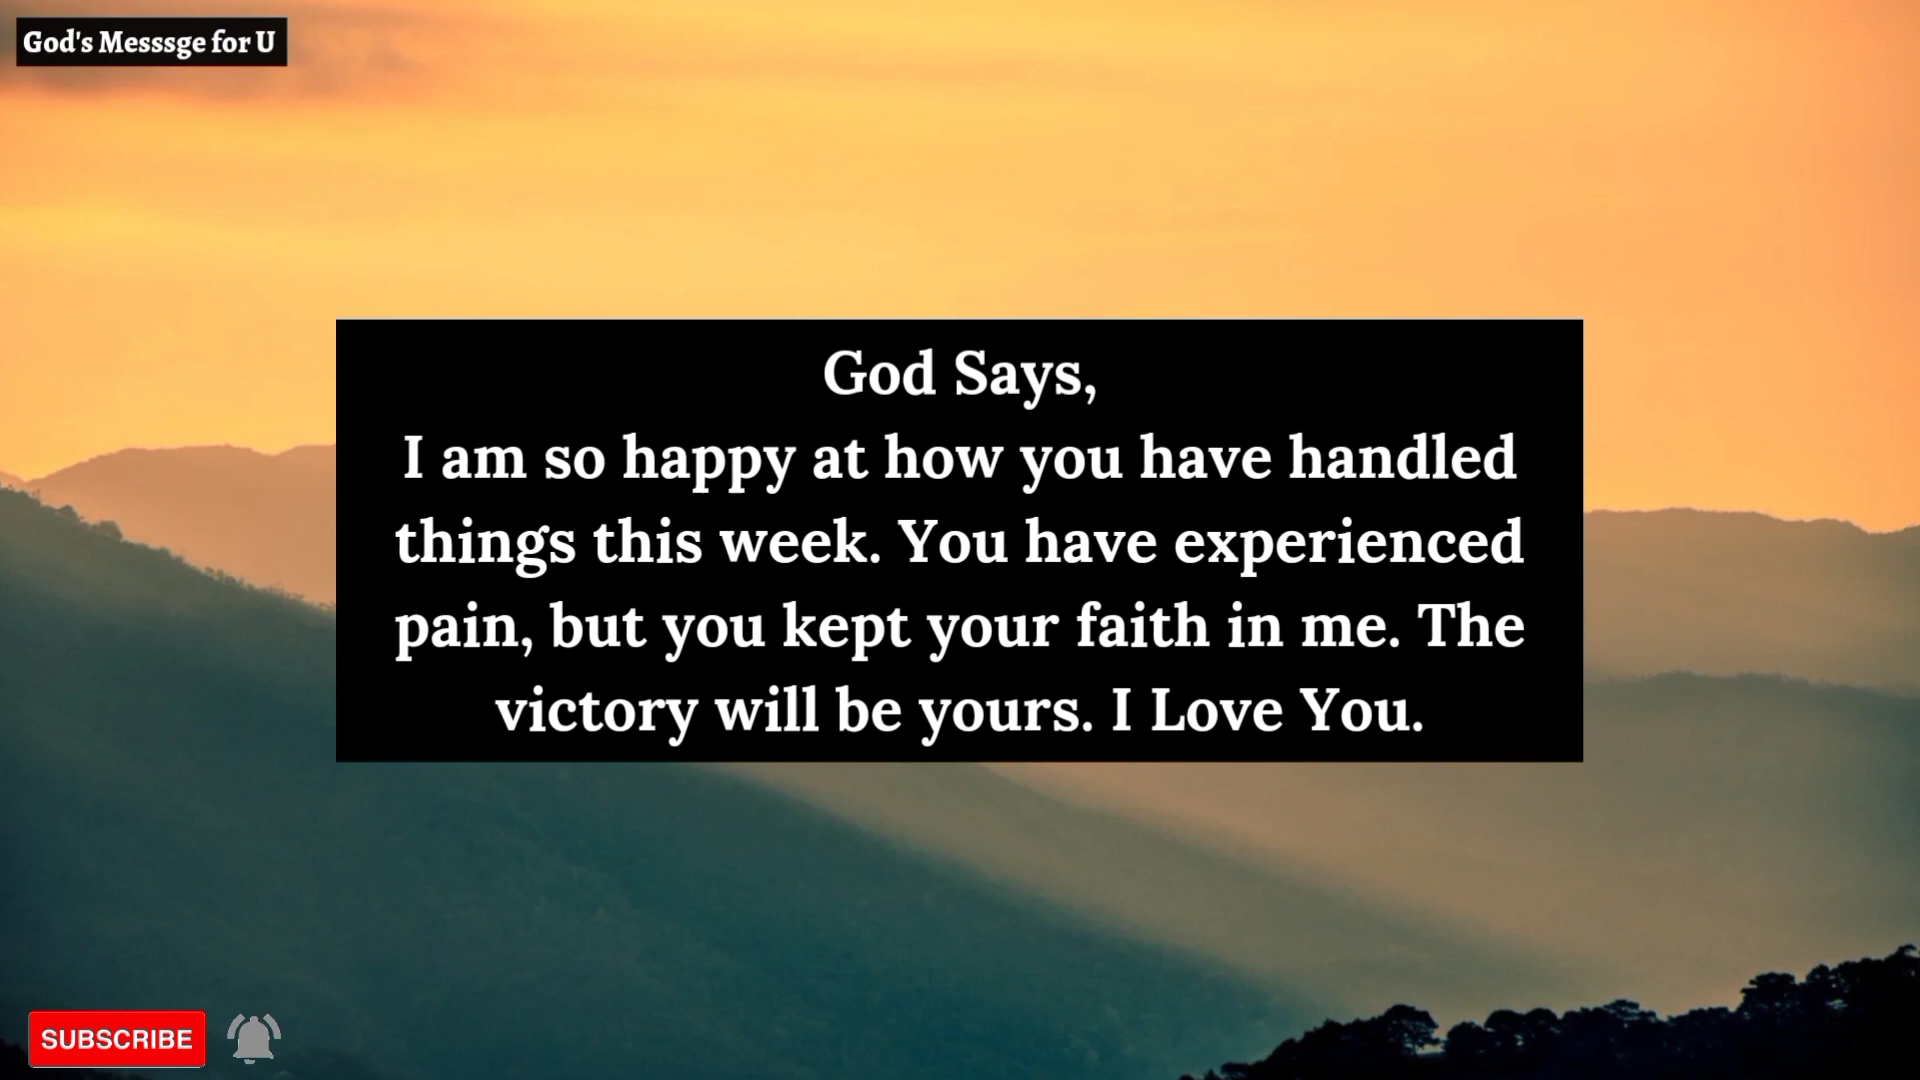 God's Messsge for U
God Says,
I am so happy at how you have handled
things this week. You have experienced
pain, but you kept your faith in me. The
victory will be yours. I Love You.
SUBSCRIBE